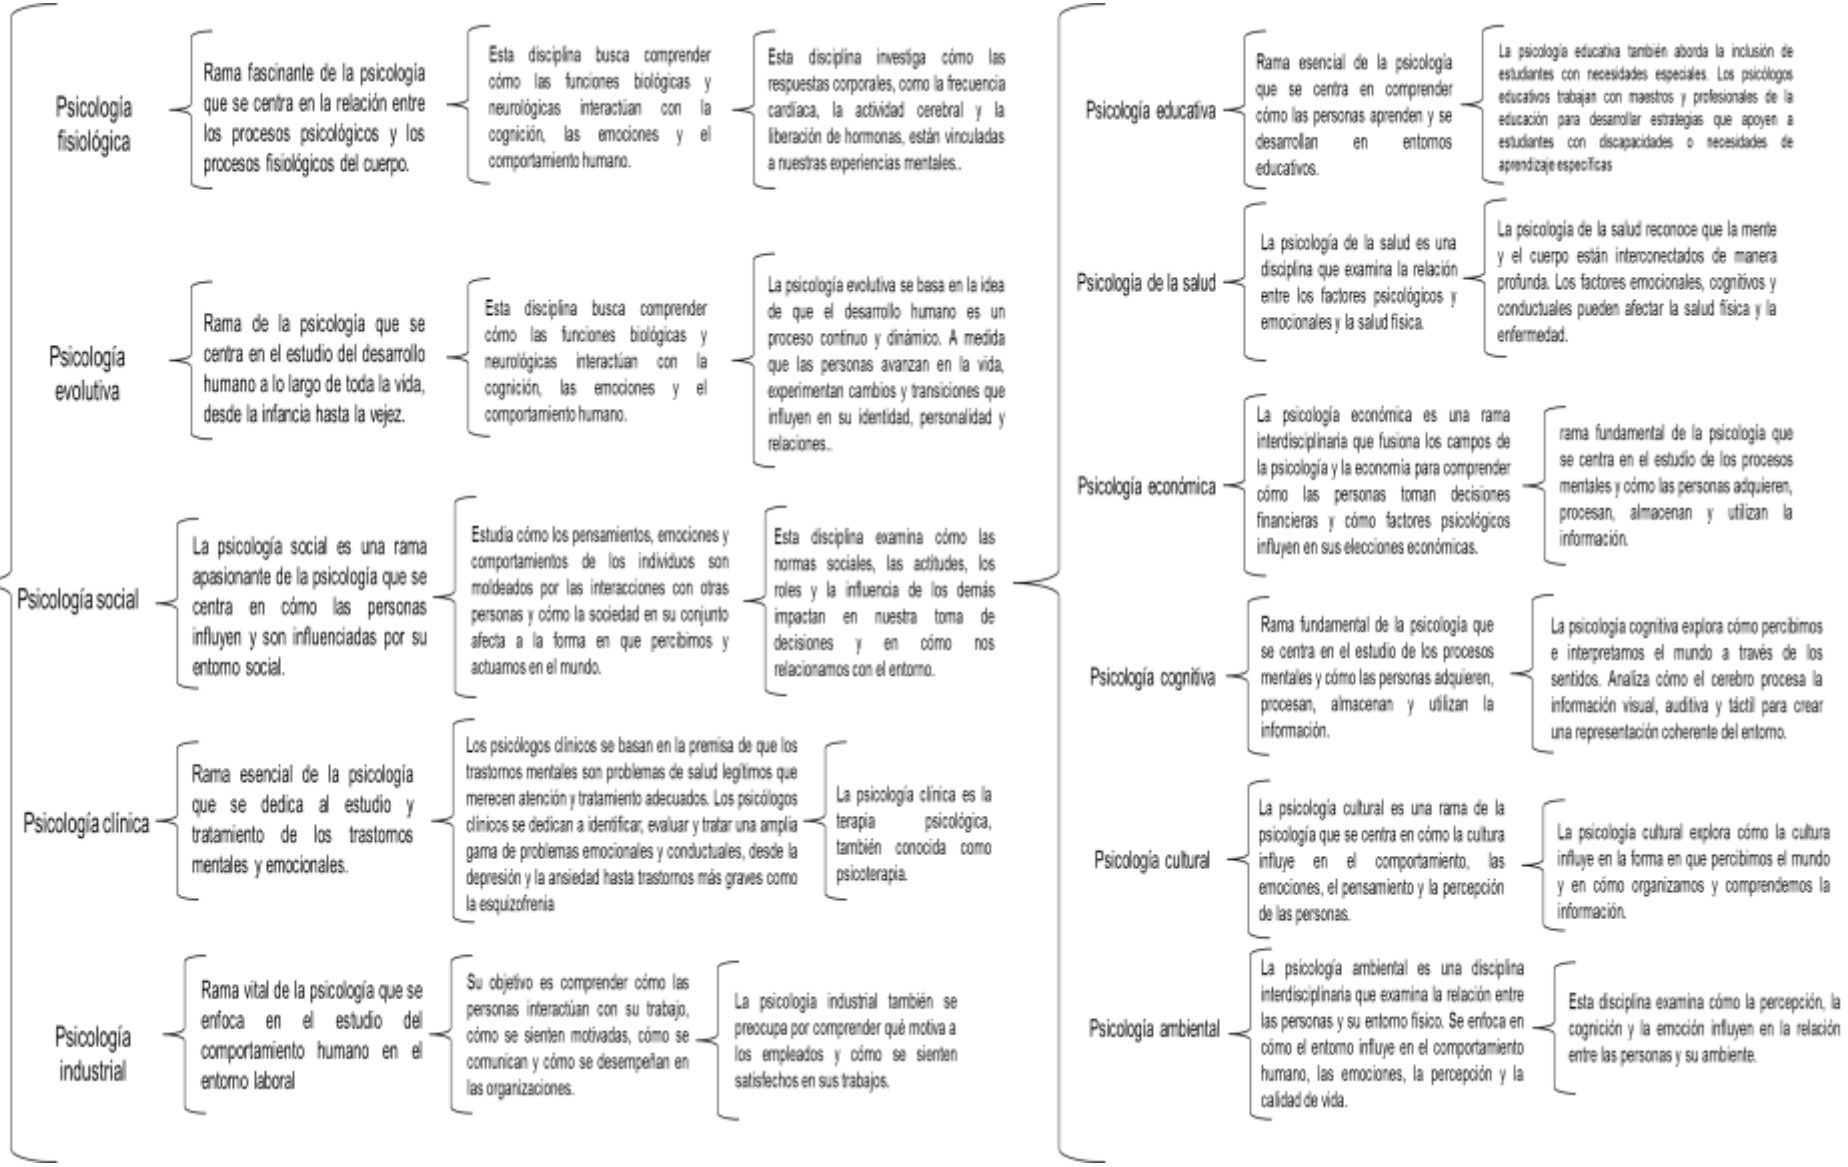 Psicología
fisiológica
Rama fascinante de la psicología
que se centra en la relación entre
los procesos psicológicos y los
procesos fisiológicos del cuerpo.
Esta disciplina busca comprender
cómo las funciones biológicas y
neurológicas interactúan con la
cognición, las emociones y el
comportamiento humano.
Esta disciplina investiga cómo las
respuestas corporales, como la frecuencia
cardíaca, la actividad cerebral y la
liberación de hormonas, están vinculadas
a nuestras experiencias mentales..
Psicología
evolutiva
Rama de la psicología que se
centra en el estudio del desarrollo
humano a lo largo de toda la vida,
desde la infancia hasta la vejez.
Esta disciplina busca comprender
cómo las funciones biológicas y
neurológicas interactúan con la
cognición, las emociones y el
comportamiento humano.
La psicología evolutiva se basa en la idea
de que el desarrollo humano es un
proceso continuo y dinámico. A medida
que las personas avanzan en la vida,
experimentan cambios y transiciones que
influyen en su identidad, personalidad y
relaciones..
Psicología social
La psicología social es una rama
apasionante de la psicología que se
centra en cómo las personas
influyen y son influenciadas por su
entorno social.
Estudia cómo los pensamientos, emociones y
comportamientos de los individuos son
moldeados por las interacciones con otras
personas y cómo la sociedad en su conjunto
afecta a la forma en que percibimos y
actuamos en el mundo.
Esta disciplina examina cómo las
normas sociales, las actitudes, los
roles y la influencia de los demás
impactan en nuestra toma de
decisiones y en cómo nos
relacionamos con el entorno.
Psicología clínica
Rama esencial de la psicología
que se dedica al estudio y
tratamiento de los trastornos
mentales y emocionales.
Los psicólogos clínicos se basan en la premisa de que los
trastornos mentales son problemas de salud legítimos que
merecen atención y tratamiento adecuados. Los psicólogos
clínicos se dedican a identificar, evaluar y tratar una amplia
gama de problemas emocionales y conductuales, desde la
depresión y la ansiedad hasta trastornos más graves como
la esquizofrenia
La psicología clínica es la
terapia psicológica,
también conocida como
psicoterapia.
Psicología
industrial
Rama vital de la psicología que se
enfoca en el estudio del
comportamiento humano en el
entorno laboral
Su objetivo es comprender cómo las
personas interactúan con su trabajo,
cómo se sienten motivadas, cómo se
comunican y cómo se desempeñan en
las organizaciones.
La psicología industrial también se
preocupa por comprender qué motiva a
los empleados y cómo se sienten
satisfechos en sus trabajos.
Psicología educativa
Rama esencial de la psicología
que se centra en comprender
cómo las personas aprenden y se
desarrollan en entornos
educativos.
La psicología educativa también aborda la inclusión de
estudiantes con necesidades especiales. Los psicólogos
educativos trabajan con maestros y profesionales de la
educación para desarrollar estrategias que apoyen a
estudiantes con discapacidades o necesidades de
aprendizaje específicas
Psicología de la salud
La psicología de la salud es una
disciplina que examina la relación
entre los factores psicológicos y
emocionales y la salud física.
La psicología de la salud reconoce que la mente
y el cuerpo están interconectados de manera
profunda. Los factores emocionales, cognitivos y
conductuales pueden afectar la salud física y la
enfermedad.
Psicología económica
La psicología económica es una rama
interdisciplinaria que fusiona los campos de
la psicología y la economía para comprender
cómo las personas toman decisiones
financieras y cómo factores psicológicos
influyen en sus elecciones económicas.
rama fundamental de la psicología que
se centra en el estudio de los procesos
mentales y cómo las personas adquieren,
procesan, almacenan y utilizan la
información.
Psicología cognitiva
Rama fundamental de la psicología que
se centra en el estudio de los procesos
mentales y cómo las personas adquieren,
procesan, almacenan y utilizan la
información.
La psicología cognitiva explora cómo percibimos
e interpretamos el mundo a través de los
sentidos. Analiza cómo el cerebro procesa la
información visual, auditiva y táctil para crear
una representación coherente del entorno.
Psicología cultural
La psicología cultural es una rama de la
psicología que se centra en cómo la cultura
influye en el comportamiento, las
emociones, el pensamiento y la percepción
de las personas.
La psicología cultural explora cómo la cultura
influye en la forma en que percibimos el mundo
y en cómo organizamos y comprendemos la
información.
Psicología ambiental
La psicología ambiental es una disciplina
interdisciplinaria que examina la relación entre
las personas y su entorno físico. Se enfoca en
cómo el entorno influye en el comportamiento
humano, las emociones, la percepción y la
calidad de vida.
Esta disciplina examina cómo la percepción, la
cognición y la emoción influyen en la relación
entre las personas y su ambiente.